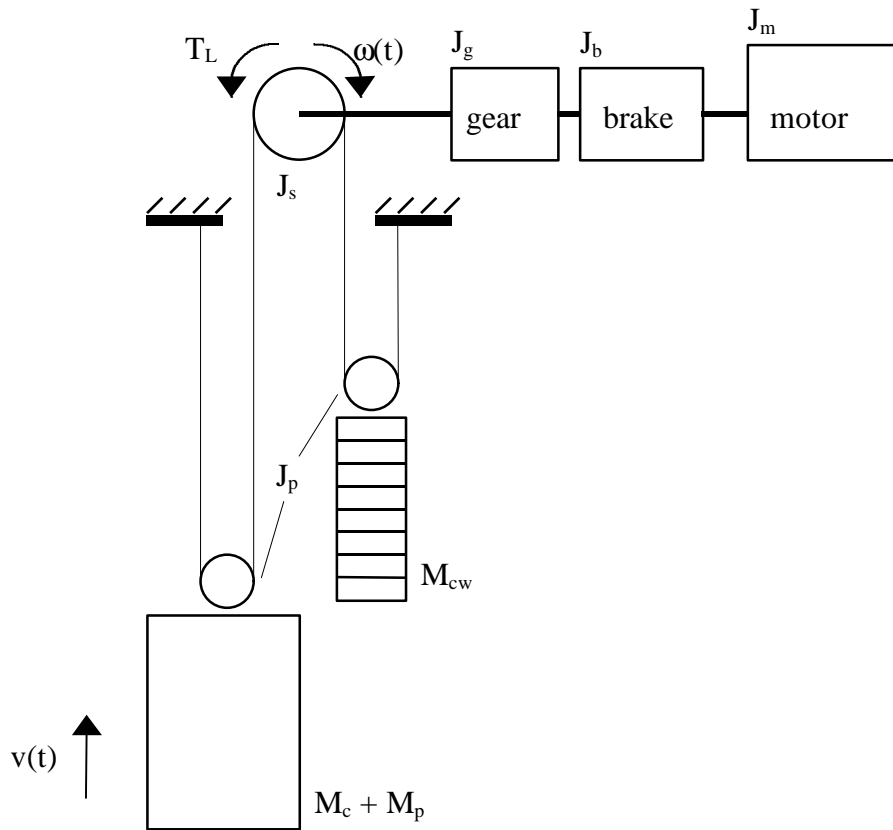 J_m
J_g
J_b
T_L
ω(t)
gear
brake
motor
J_s
J_p
M_cw
v(t)
M_c + M_p